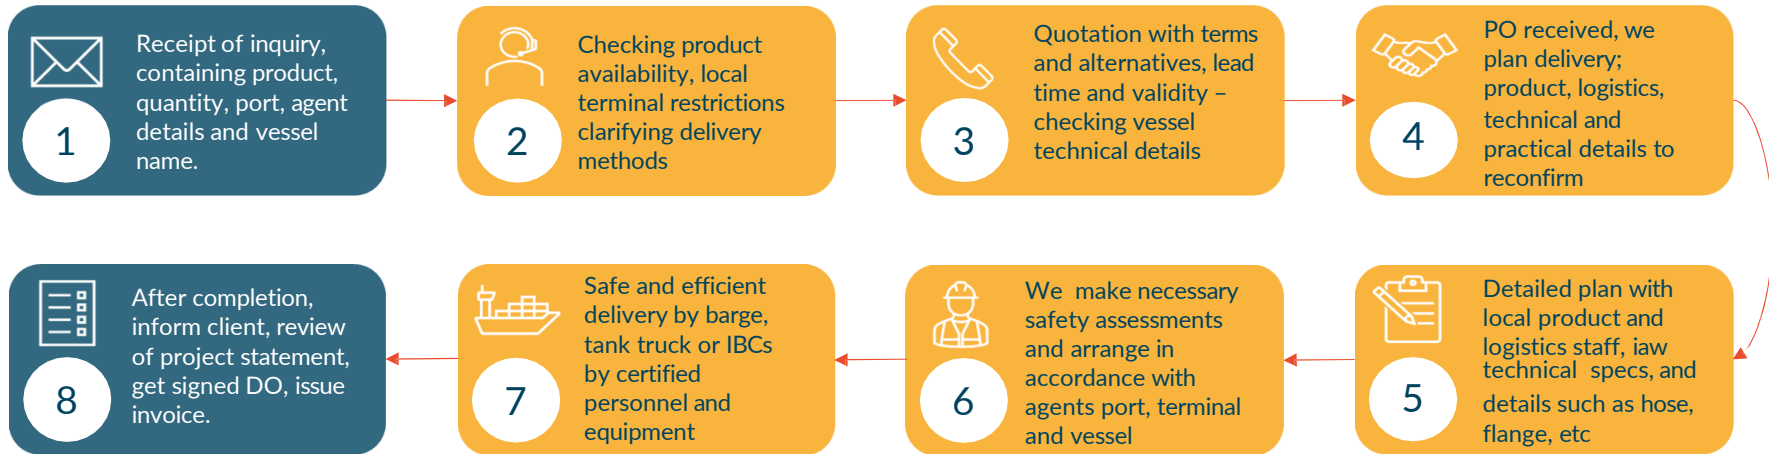 Receipt of inquiry,
containing product,
quantity, port, agent
details and vessel
name.
1
Checking product
availability, local
terminal restrictions
clarifying delivery
methods
2
Quotation with terms
and alternatives, lead
time and validity –
checking vessel
technical details
3
PO received, we
plan delivery;
product, logistics,
technical and
practical details to
reconfirm
4
Detailed plan with
local product and
logistics staff, iaw
technical  specs, and
details such as hose,
flange, etc
5
We  make necessary
safety assessments
and arrange in
accordance with
agents port, terminal
and vessel
6
Safe and efficient
delivery by barge,
tank truck or IBCs
by certified
personnel and
equipment
7
After completion,
inform client, review
of project statement,
get signed DO, issue
invoice.
8